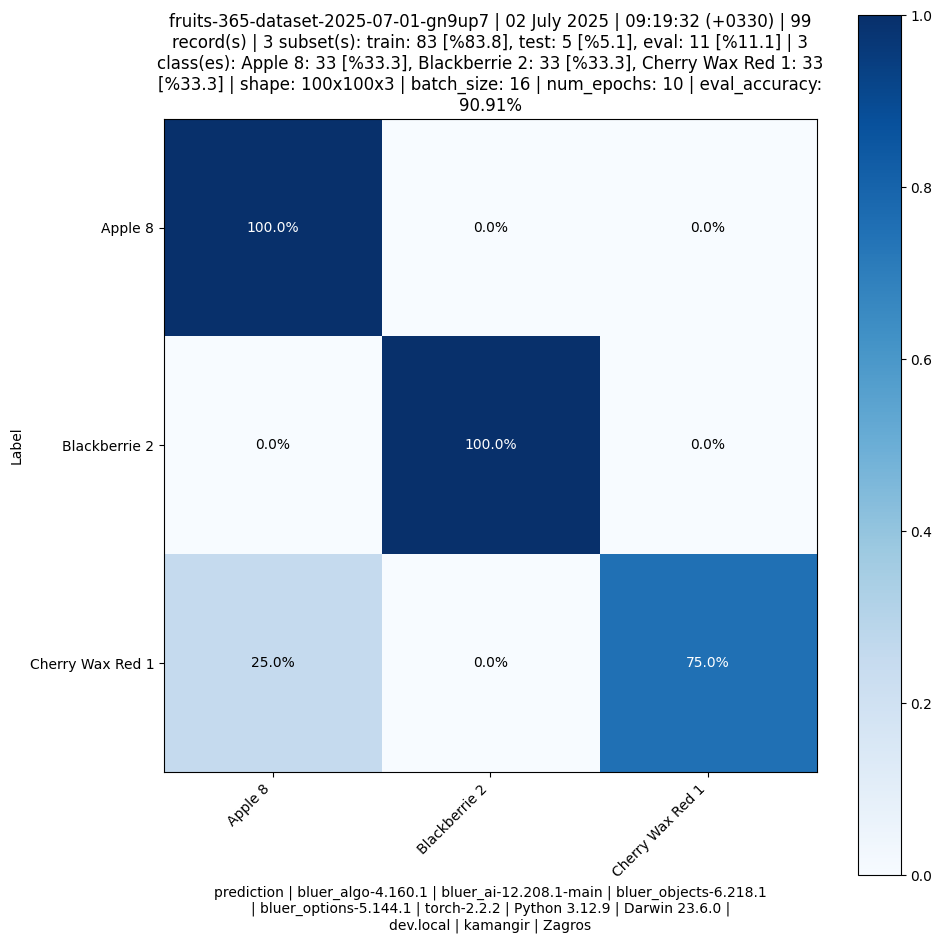 fruits-365-dataset-2025-07-01-gn9up7 | 02 July 2025 | 09:19:32 (+0330) | 99
record(s) | 3 subset(s): train: 83 [%83.8], test: 5 [%5.1], eval: 11 [%11.1] | 3
class(es): Apple 8: 33 [%33.3], Blackberrie 2: 33 [%33.3], Cherry Wax Red 1: 33
[%33.3] | shape: 100x100x3 | batch_size: 16 | num_epochs: 10 | eval_accuracy:
90.91%
Label
Apple 8
100.0%
0.0%
0.0%
Blackberrie 2
0.0%
100.0%
0.0%
Cherry Wax Red 1
25.0%
0.0%
75.0%
Apple 8
Blackberrie 2
Cherry Wax Red 1
prediction | bluer_algo-4.160.1 | bluer_ai-12.208.1-main | bluer_objects-6.218.1
| bluer_options-5.144.1 | torch-2.2.2 | Python 3.12.9 | Darwin 23.6.0 |
dev.local | kamangir | Zagros
1.0
0.8
0.6
0.4
0.2
0.0